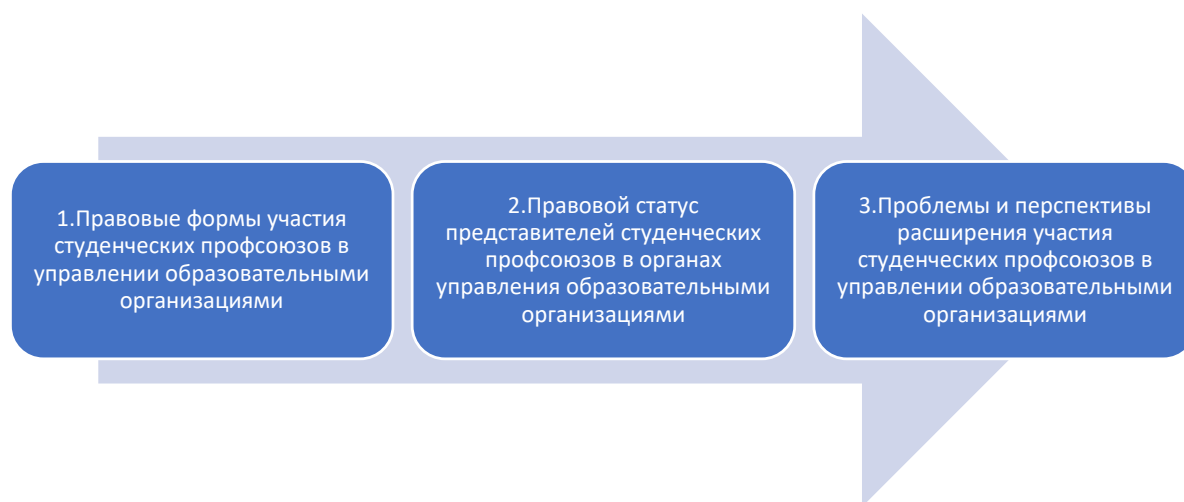 1.Правовые формы участия
студенческих профсоюзов в
управлении образовательными
организациями
2.Правовой статус
представителей студенческих
профсоюзов в органах
управления образовательными
организациями
3.Проблемы и перспективы
расширения участия
студенческих профсоюзов в
управлении образовательными
организациями